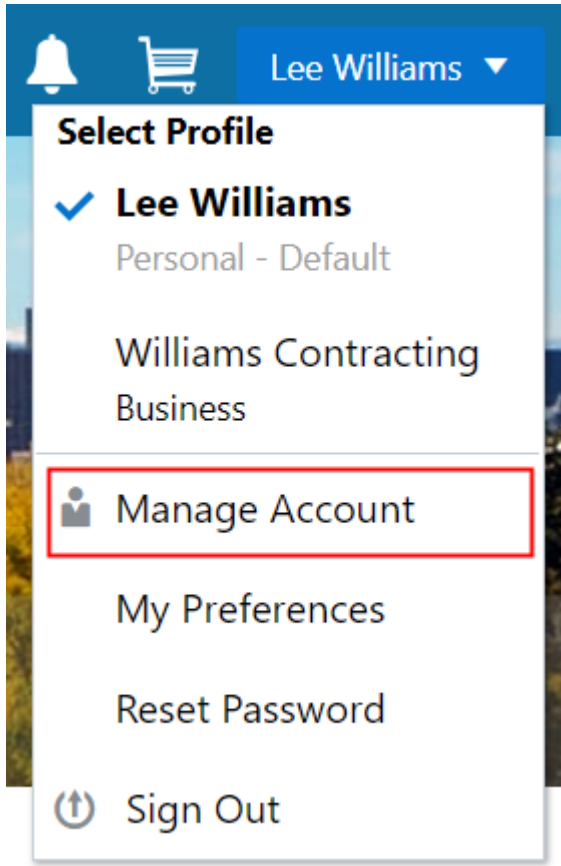 Lee Williams
Select Profile
Lee Williams
Personal - Default
Williams Contracting
Business
Manage Account
My Preferences
Reset Password
Sign Out